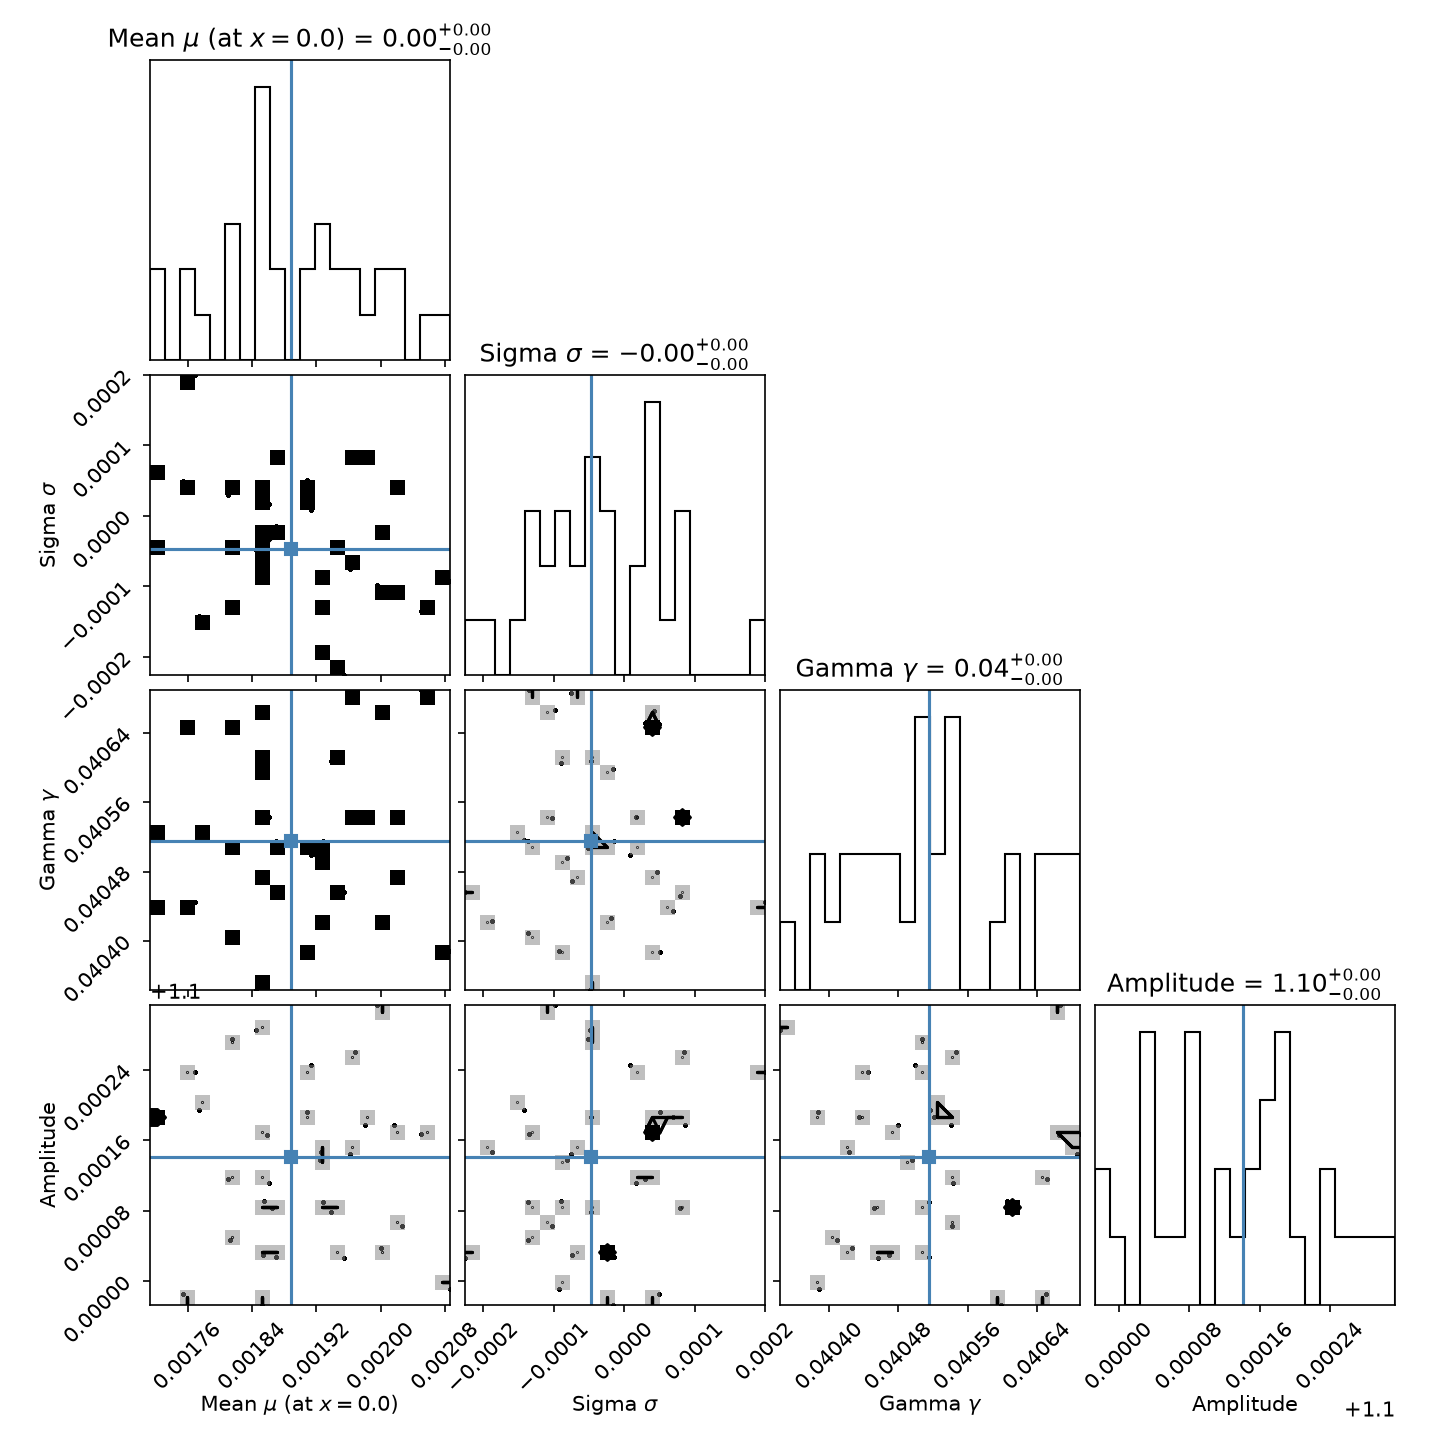 Mean μ (at x = 0.0) = 0.00+0.00−0.00
Sigma σ = −0.00+0.00−0.00
0.0002
0.0001
0.0000
−0.0001
−0.0002
Sigma σ
Gamma γ = 0.04+0.00−0.00
0.04064
0.04056
0.04048
0.04040
Gamma γ
+1.1
Amplitude = 1.10+0.00−0.00
0.00024
0.00016
0.00008
0.00000
Amplitude
0.00176 0.00184 0.00192 0.00200 0.00208
−0.0002 −0.0001 0.0000 0.0001 0.0002
0.04040 0.04048 0.04056 0.04064
0.00000 0.00008 0.00016 0.00024
Mean μ (at x = 0.0)
Sigma σ
Gamma γ
Amplitude
+1.1